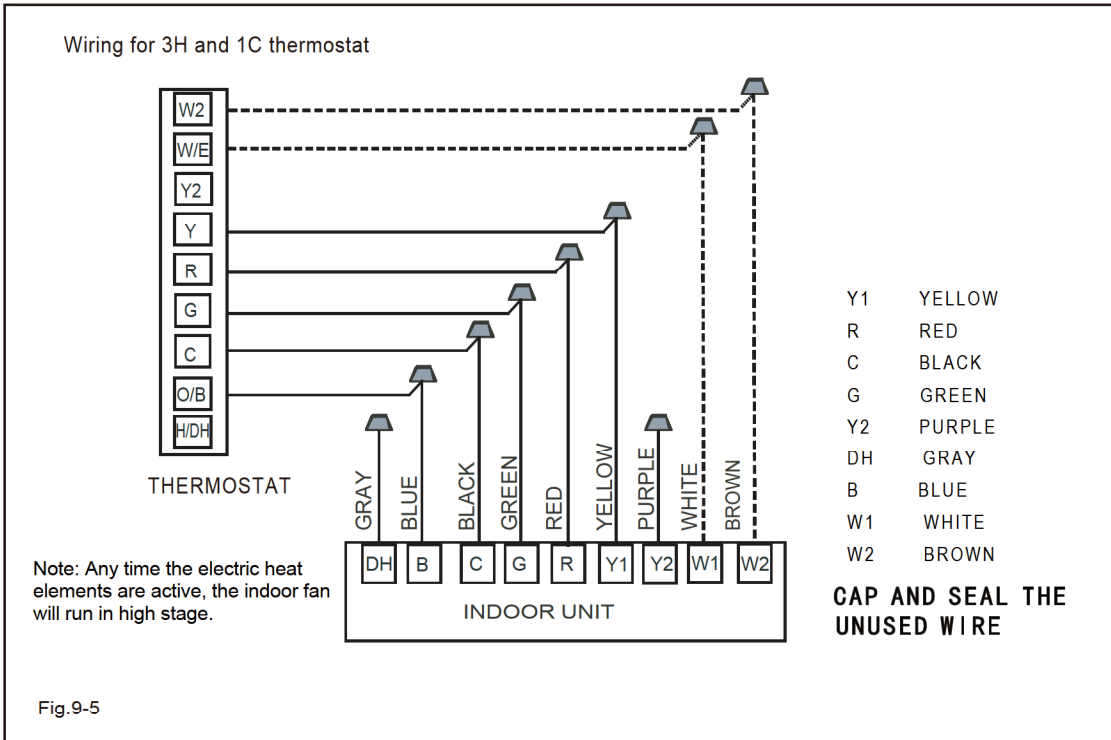 Wiring for 3H and 1C thermostat
W2
W/E
Y2
Y
R
G
C
O/B
H/DH
THERMOSTAT
GRAY
BLUE
BLACK
GREEN
RED
YELLOW
PURPLE
WHITE
BROWN
DH B C G R Y1 Y2 W1 W2
INDOOR UNIT
Note: Any time the electric heat
elements are active, the indoor fan
will run in high stage.
Y1 YELLOW
R RED
C BLACK
G GREEN
Y2 PURPLE
DH GRAY
B BLUE
W1 WHITE
W2 BROWN
CAP AND SEAL THE
UNUSED WIRE
Fig.9-5